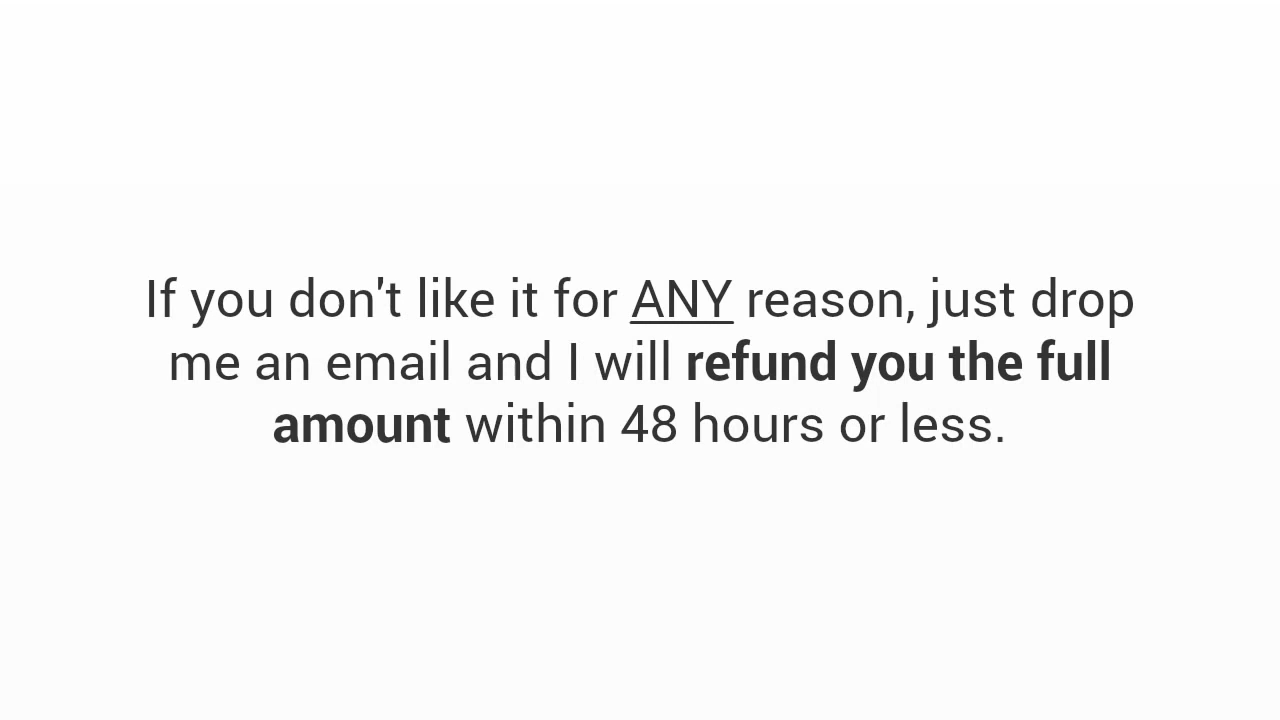 If you don't like it for ANY reason, just drop
me an email and I will refund you the full
amount within 48 hours or less.